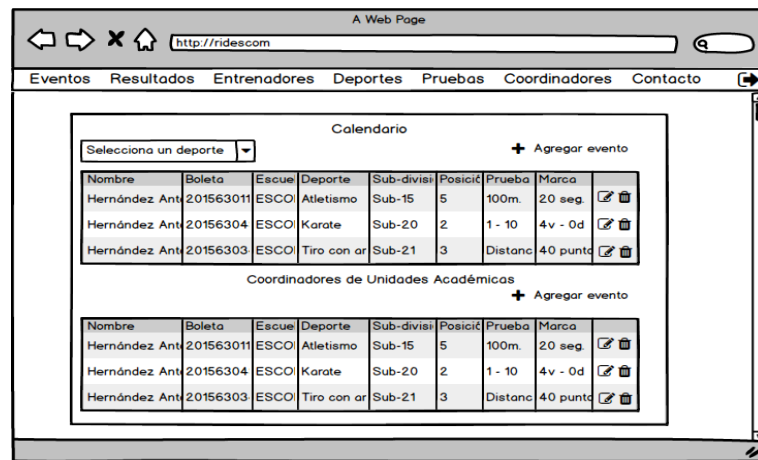 A Web Page
http://ridescom
Eventos Resultados Entrenadores Deportes Pruebas Coordinadores Contacto
Calendario
Selecciona un deporte + Agregar evento
Nombre Boleta Escue Deporte Sub-divisi Posició Prueba Marca
Hernández Ant 201563011 ESCO Atletismo Sub-15 5 100m. 20 seg.
Hernández Ant 20156304 ESCO Karate Sub-20 2 1 - 10 4v - 0d
Hernández Ant 20156303 ESCO Tiro con ar Sub-21 3 Distanc 40 punto
Coordinadores de Unidades Académicas
+ Agregar evento
Nombre Boleta Escue Deporte Sub-divisi Posició Prueba Marca
Hernández Ant 201563011 ESCO Atletismo Sub-15 5 100m. 20 seg.
Hernández Ant 20156304 ESCO Karate Sub-20 2 1 - 10 4v - 0d
Hernández Ant 20156303 ESCO Tiro con ar Sub-21 3 Distanc 40 punto